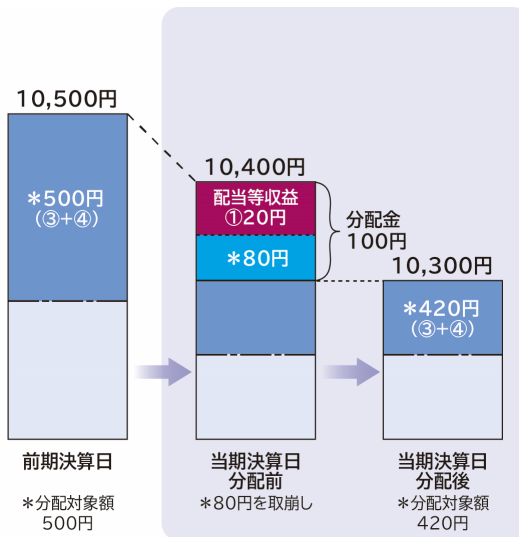 10,500円
＊500円
（③＋④）
前期決算日
＊分配対象額
500円
10,400円
配当等収益
①20円
＊80円
分配金
100円
当期決算日
分配前
＊80円を取崩し
10,300円
＊420円
（③＋④）
当期決算日
分配後
＊分配対象額
420円